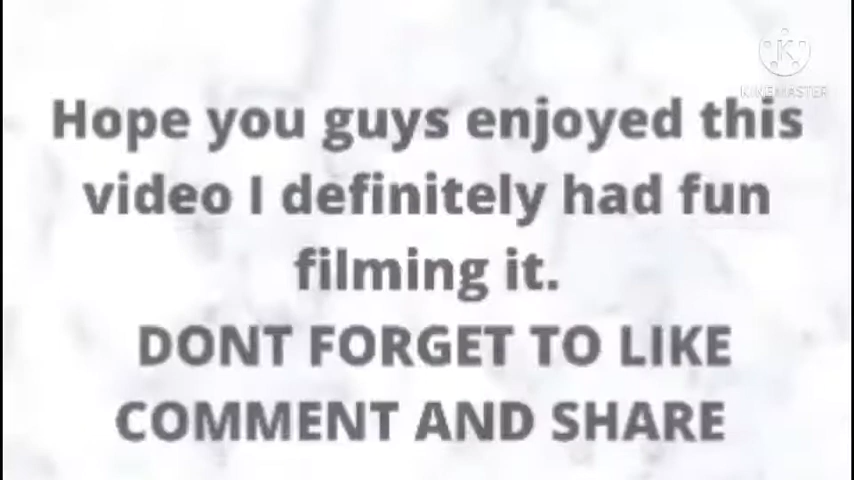 KINEMASTER
Hope you guys enjoyed this
video I definitely had fun
filming it.
DONT FORGET TO LIKE
COMMENT AND SHARE